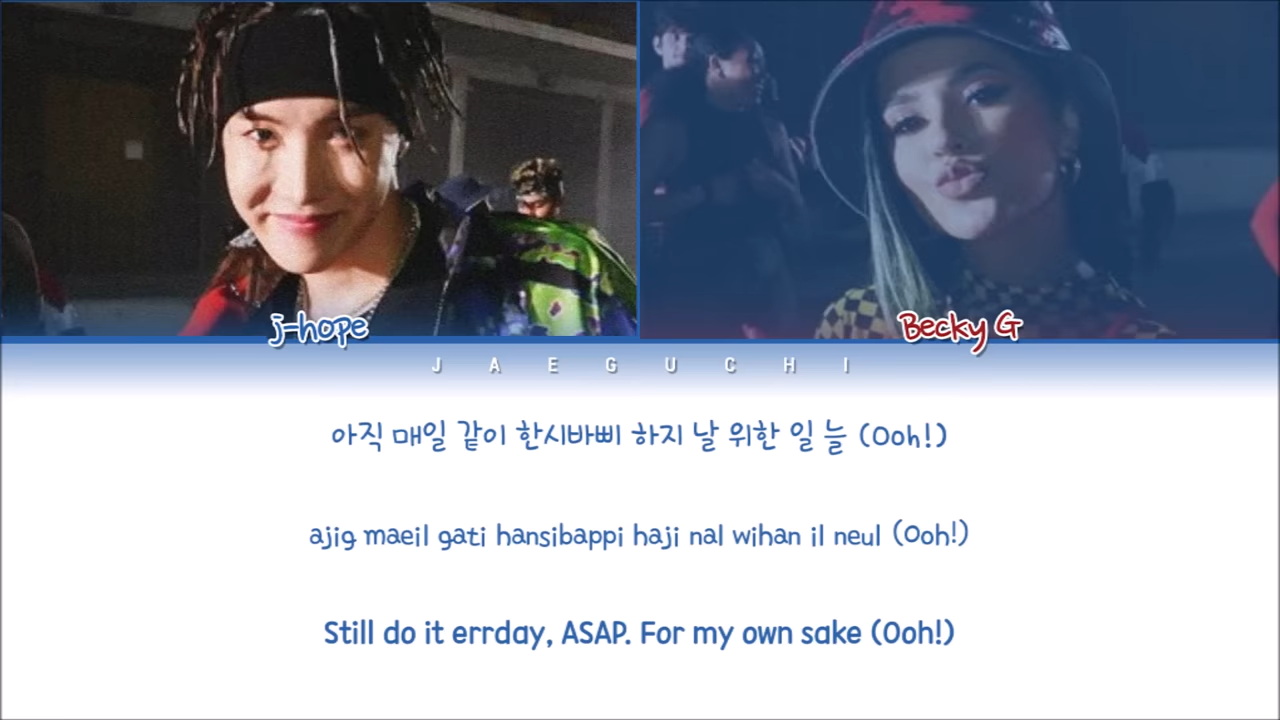 j-hope
Becky G
JAEGUCHI
아직 매일 같이 한시바삐 하지 날 위한 일 늘 (Ooh!)
ajig maeil gati hansibappi haji nal wihan il neul (Ooh!)
Still do it errday, ASAP. For my own sake (Ooh!)